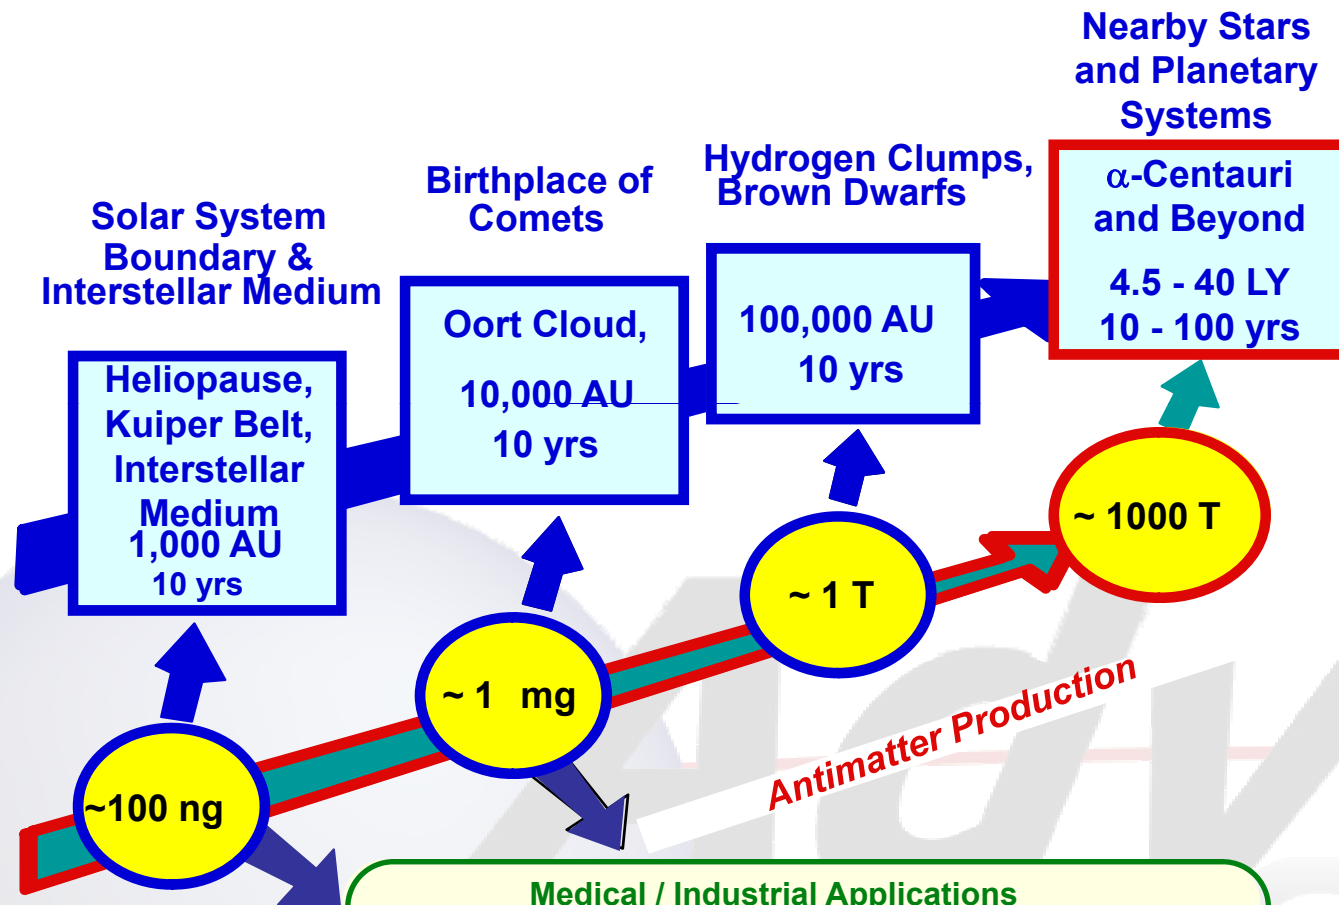 Nearby Stars
and Planetary
Systems
α-Centauri
and Beyond
4.5 - 40 LY
10 - 100 yrs
Hydrogen Clumps,
Brown Dwarfs
100,000 AU
10 yrs
Birthplace of
Comets
Oort Cloud,
10,000 AU
10 yrs
Solar System
Boundary &
Interstellar Medium
Heliopause,
Kuiper Belt,
Interstellar
Medium
1,000 AU
10 yrs
~ 1000 T
~ 1 T
~ 1 mg
~100 ng
Antimatter Production
Medical / Industrial Applications